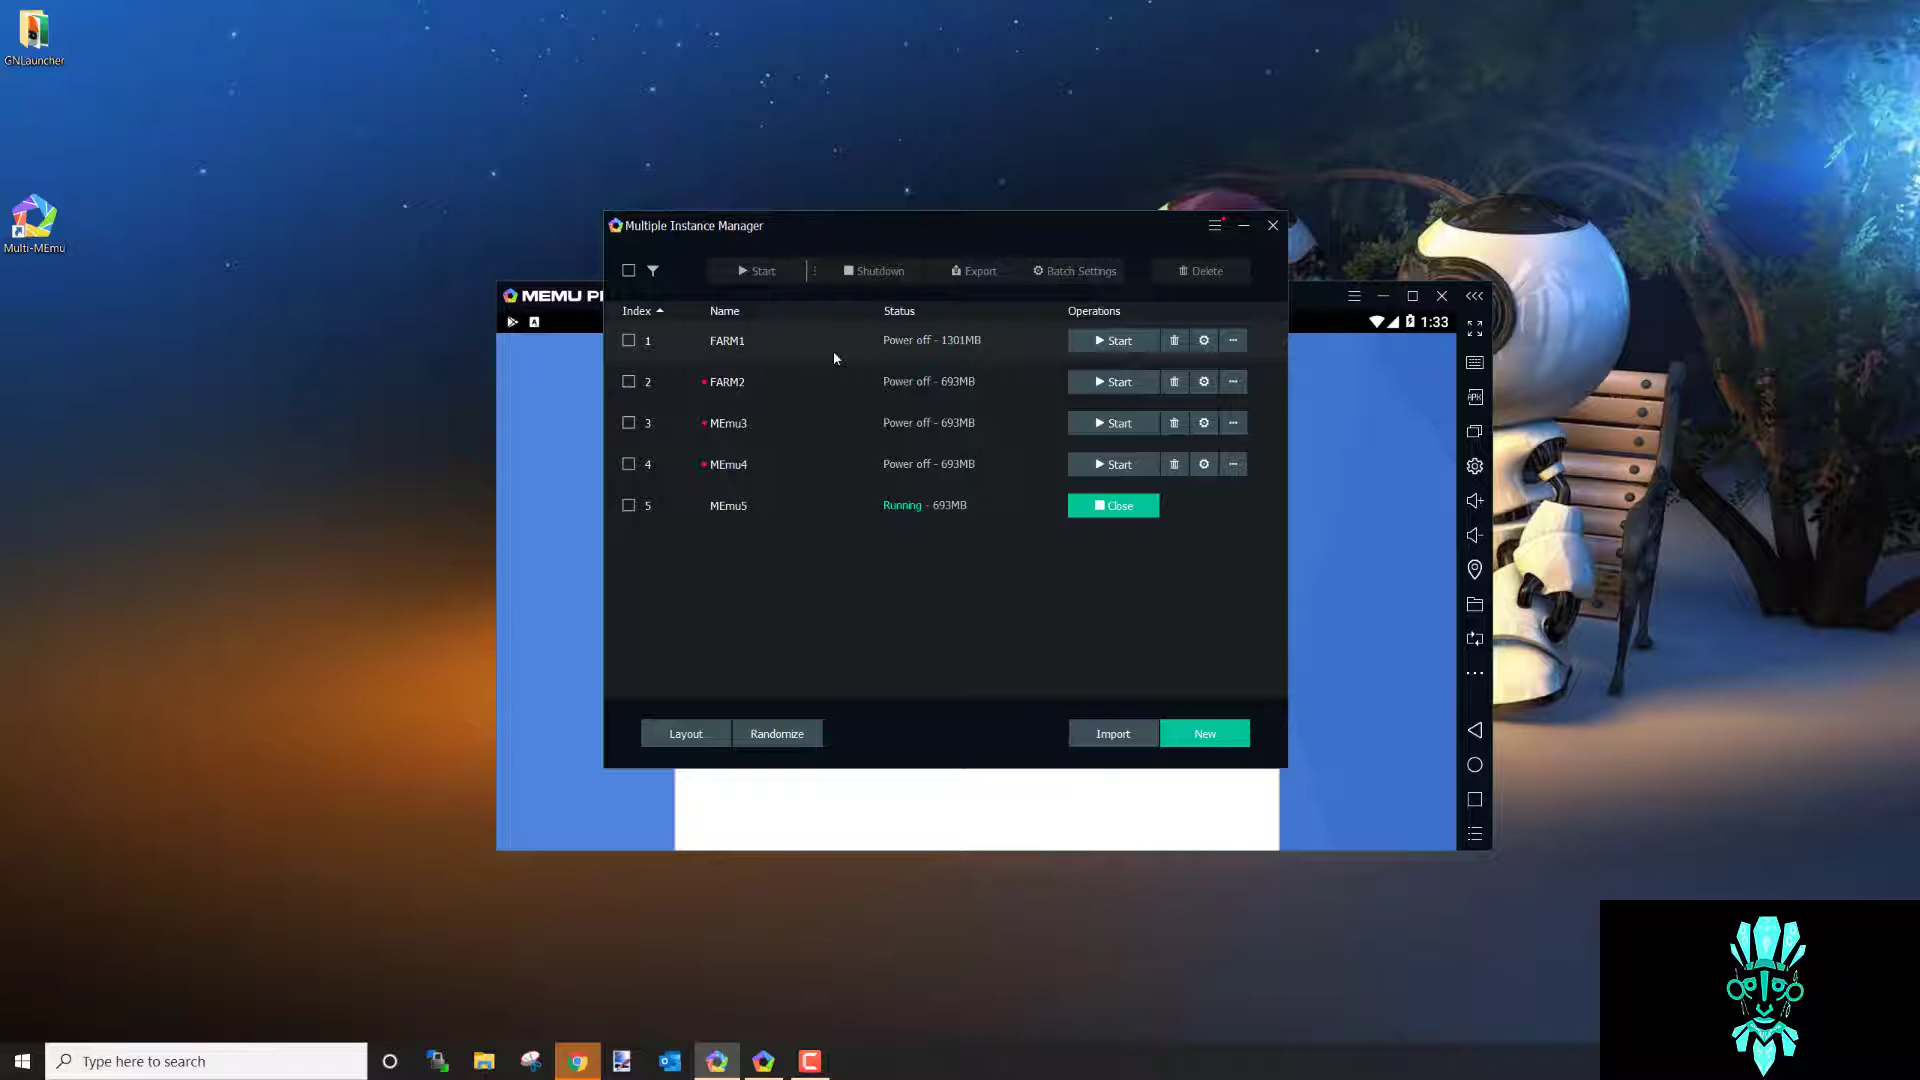 GNLauncher
Multi-MEmu
Multiple Instance Manager
Start
Shutdown
Export
Batch Settings
Delete
MEMU P
1:33
Index Name Status Operations
1 FARM1 Power off - 1301MB Start
2 FARM2 Power off - 693MB Start
3 MEmu3 Power off - 693MB Start
4 MEmu4 Power off - 693MB Start
5 MEmu5 Running - 693MB Close
APK
Layout
Randomize
Import
New
Type here to search